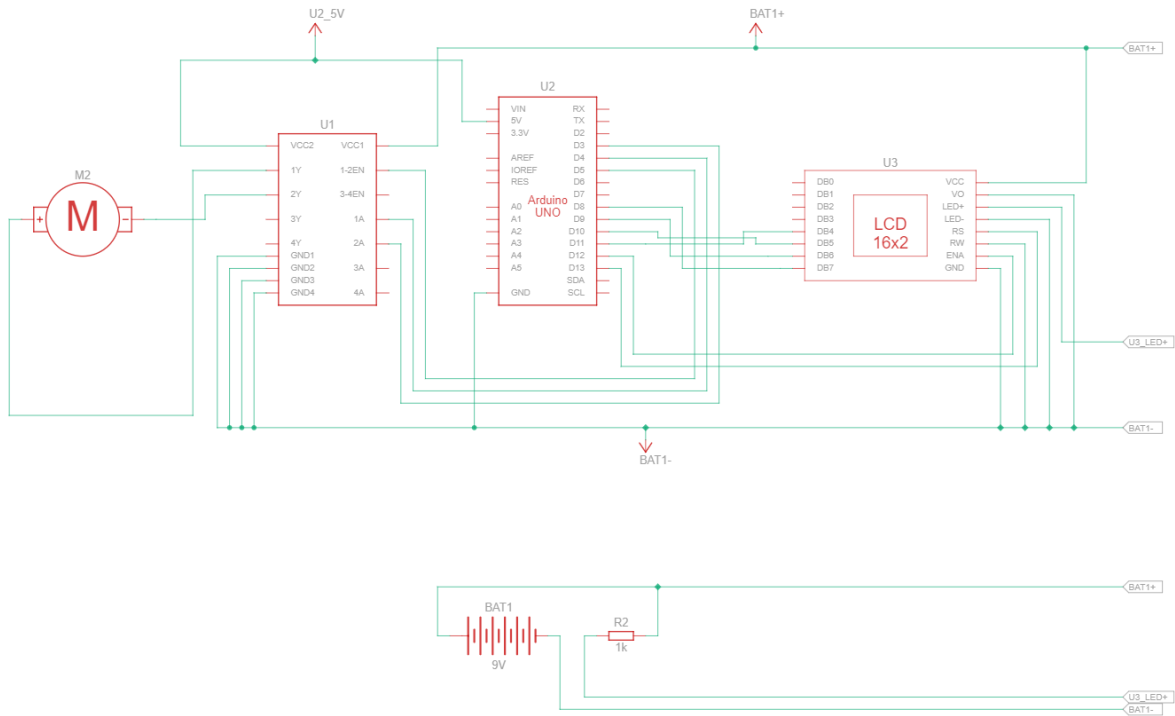 U2_5V
BAT1+
BAT1+
U1
VCC2 VCC1
1Y 1-2EN
2Y 3-4EN
3Y 1A
4Y 2A
GND1
GND2 3A
GND3
GND4 4A
M2
+ M -
U2
VIN RX
5V TX
3.3V D2
D3
AREF D4
IOREF D5
RES D6
D7
Arduino
UNO
A0 D8
A1 D9
A2 D10
A3 D11
A4 D12
A5 D13
SDA
GND SCL
U3
DB0 VCC
DB1 VO
DB2 LED+
DB3 LED-
DB4 RS
DB5 RW
DB6 ENA
DB7 GND
LCD
16x2
U3_LED+
BAT1-
BAT1-
BAT1+
BAT1
9V
R2
1k
U3_LED+
BAT1-